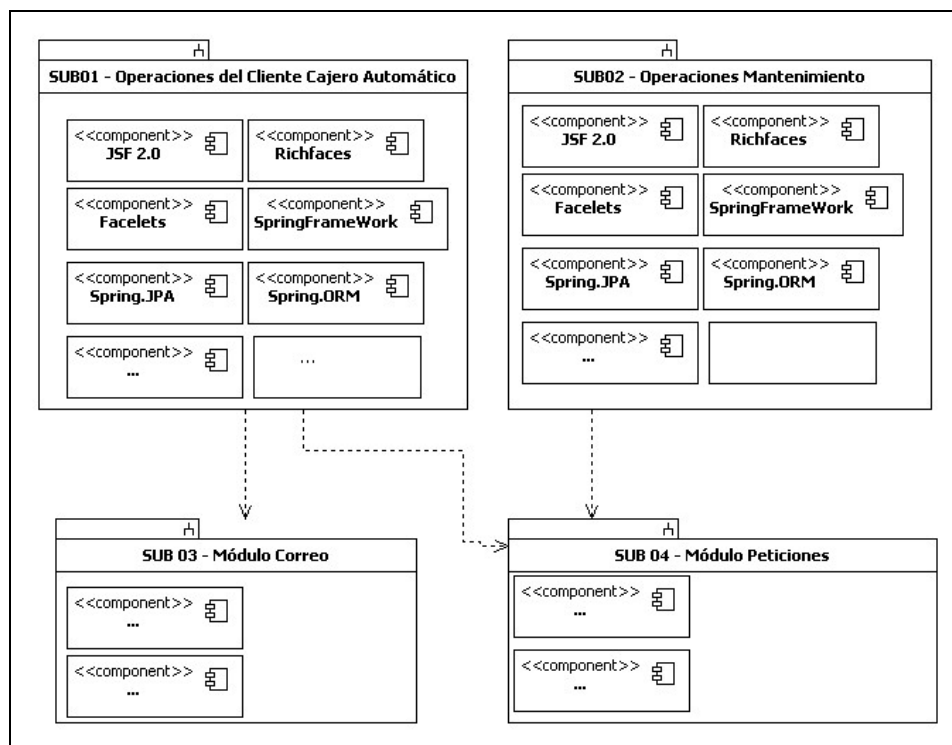 SUB01 - Operaciones del Cliente Cajero Automático
<<component>>
JSF 2.0
<<component>>
Richfaces
<<component>>
Facelets
<<component>>
SpringFrameWork
<<component>>
Spring.JPA
<<component>>
Spring.ORM
<<component>>
...
...
SUB02 - Operaciones Mantenimiento
<<component>>
JSF 2.0
<<component>>
Richfaces
<<component>>
Facelets
<<component>>
SpringFrameWork
<<component>>
Spring.JPA
<<component>>
Spring.ORM
<<component>>
...
SUB 03 - Módulo Correo
<<component>>
...
<<component>>
...
SUB 04 - Módulo Peticiones
<<component>>
...
<<component>>
...